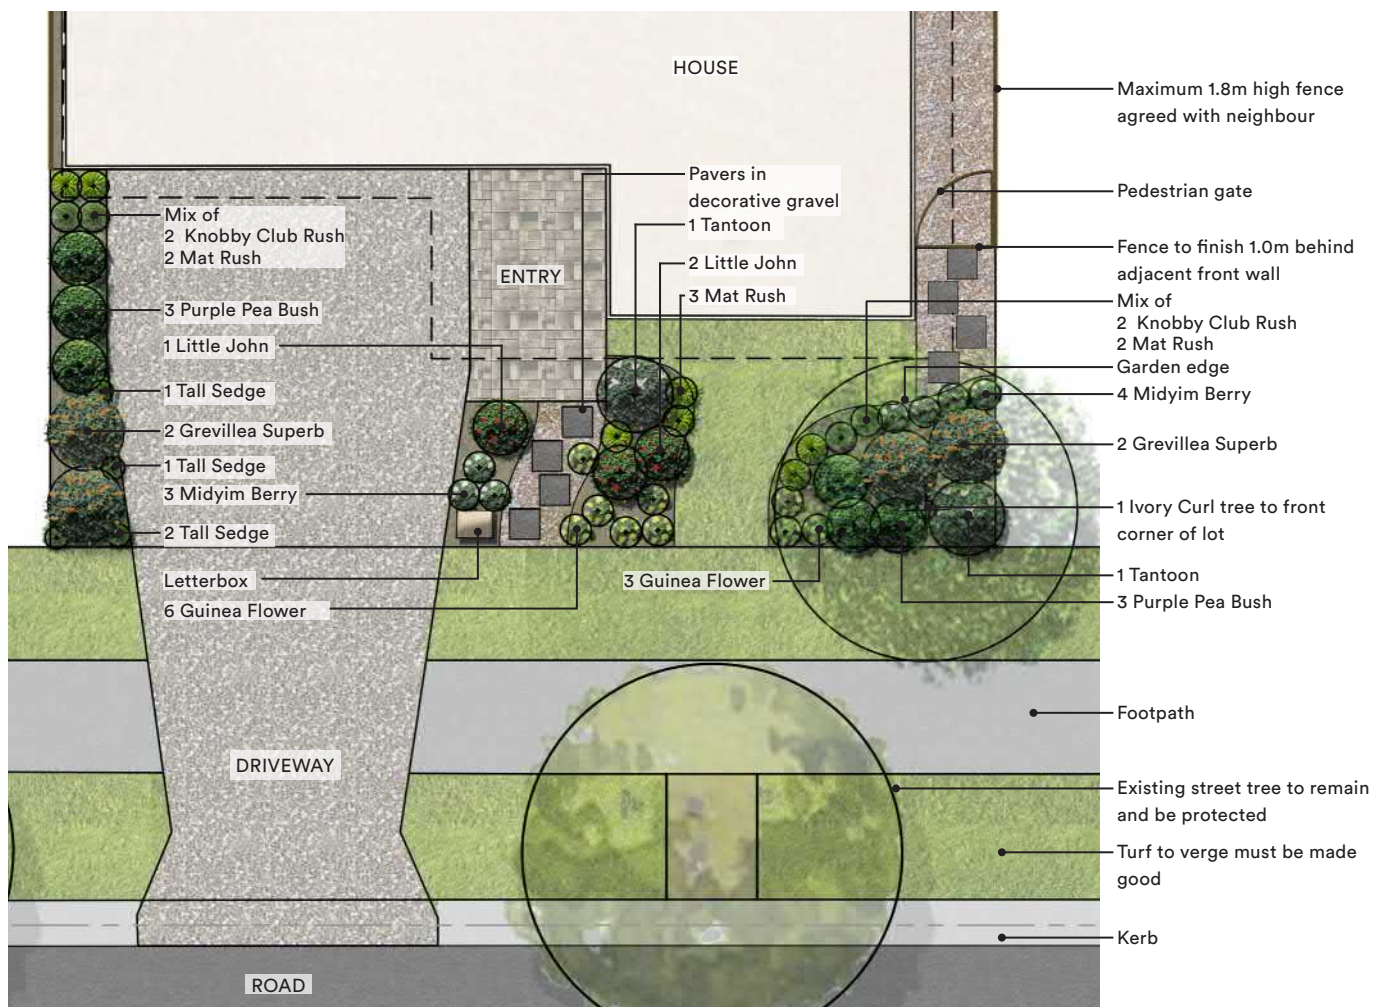 HOUSE
Mix of
2 Knobby Club Rush
2 Mat Rush
3 Purple Pea Bush
1 Little John
1 Tall Sedge
2 Grevillea Superb
1 Tall Sedge
3 Midyim Berry
2 Tall Sedge
Letterbox
6 Guinea Flower
ENTRY
Pavers in
decorative gravel
1 Tantoon
2 Little John
3 Mat Rush
3 Guinea Flower
DRIVEWAY
ROAD
Maximum 1.8m high fence
agreed with neighbour
Pedestrian gate
Fence to finish 1.0m behind
adjacent front wall
Mix of
2 Knobby Club Rush
2 Mat Rush
Garden edge
4 Midyim Berry
2 Grevillea Superb
1 Ivory Curl tree to front
corner of lot
1 Tantoon
3 Purple Pea Bush
Footpath
Existing street tree to remain
and be protected
Turf to verge must be made
good
Kerb